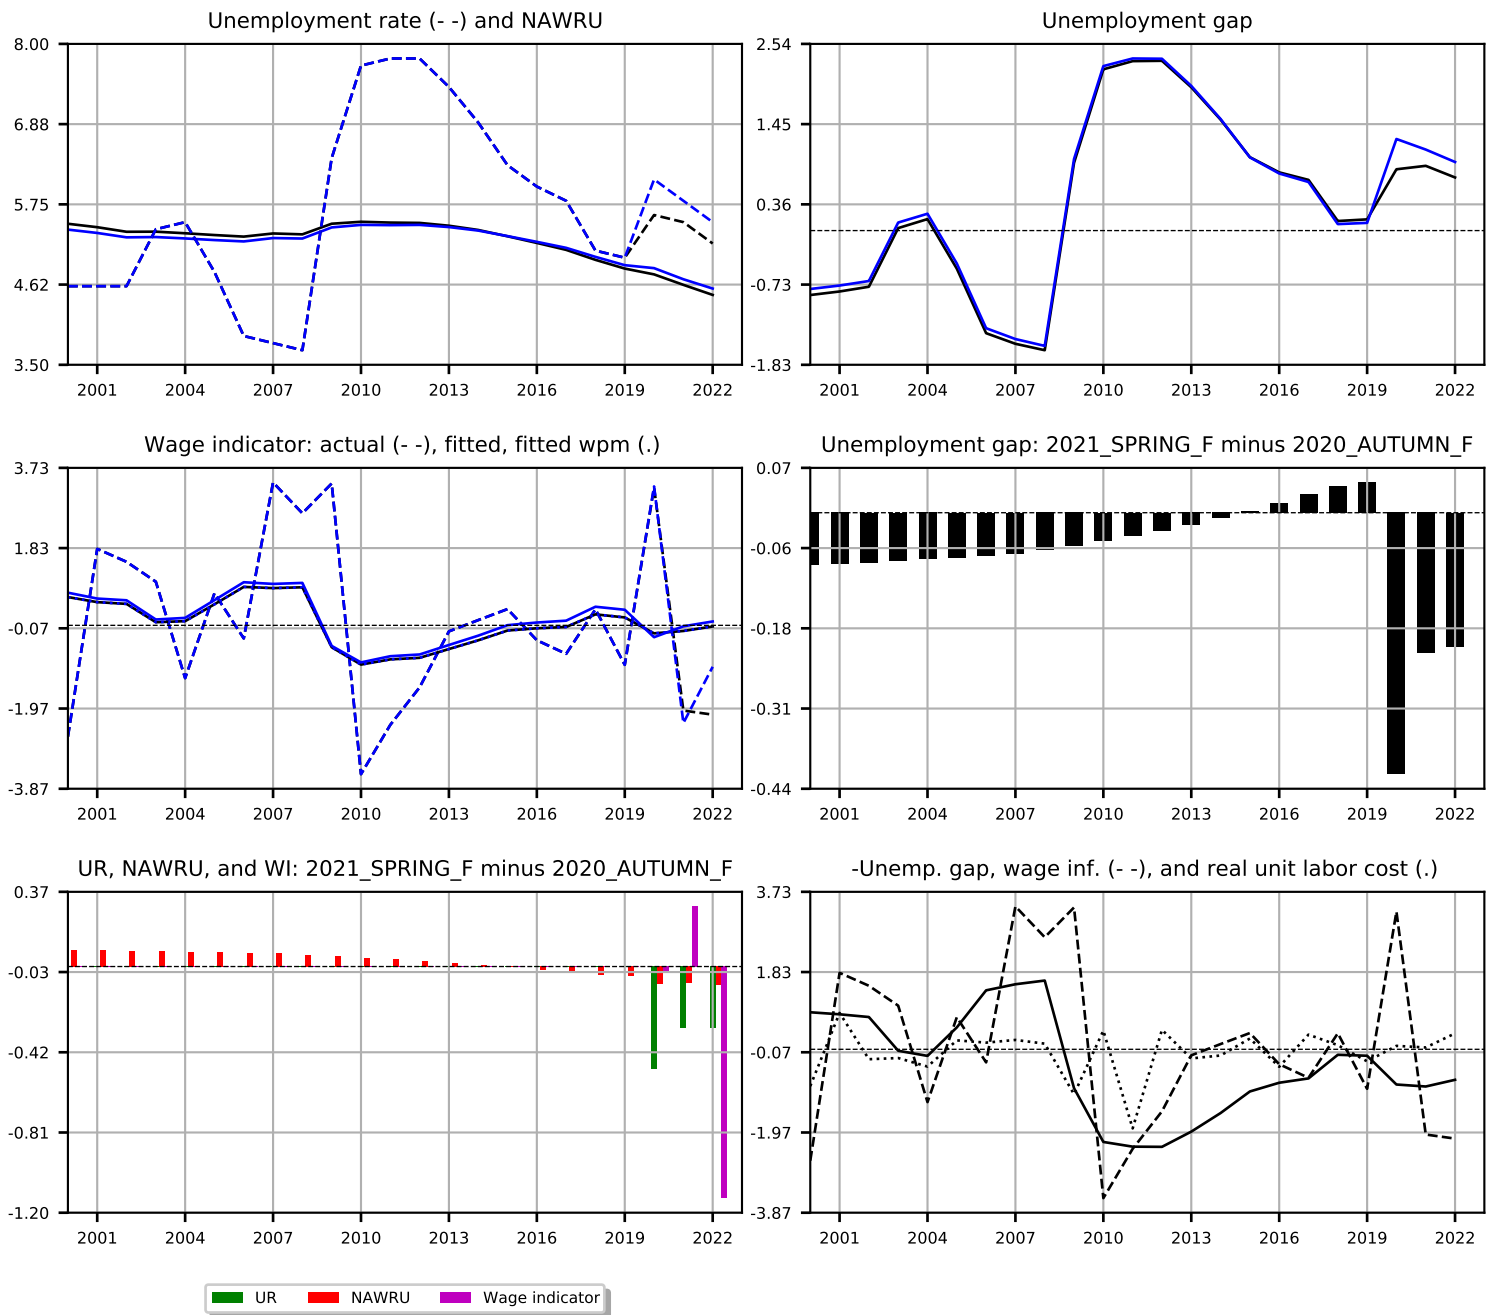 Unemployment rate (- -) and NAWRU
8.00
6.88
5.75
4.62
3.50
2001 2004 2007 2010 2013 2016 2019 2022
Unemployment gap
2.54
1.45
0.36
-0.73
-1.83
2001 2004 2007 2010 2013 2016 2019 2022
Wage indicator: actual (- -), fitted, fitted wpm (.)
3.73
1.83
-0.07
-1.97
-3.87
2001 2004 2007 2010 2013 2016 2019 2022
Unemployment gap: 2021_SPRING_F minus 2020_AUTUMN_F
0.07
-0.06
-0.18
-0.31
-0.44
2001 2004 2007 2010 2013 2016 2019 2022
UR, NAWRU, and WI: 2021_SPRING_F minus 2020_AUTUMN_F
0.37
-0.03
-0.42
-0.81
-1.20
2001 2004 2007 2010 2013 2016 2019 2022
-Unemp. gap, wage inf. (- -), and real unit labor cost (.)
3.73
1.83
-0.07
-1.97
-3.87
2001 2004 2007 2010 2013 2016 2019 2022
UR NAWRU Wage indicator